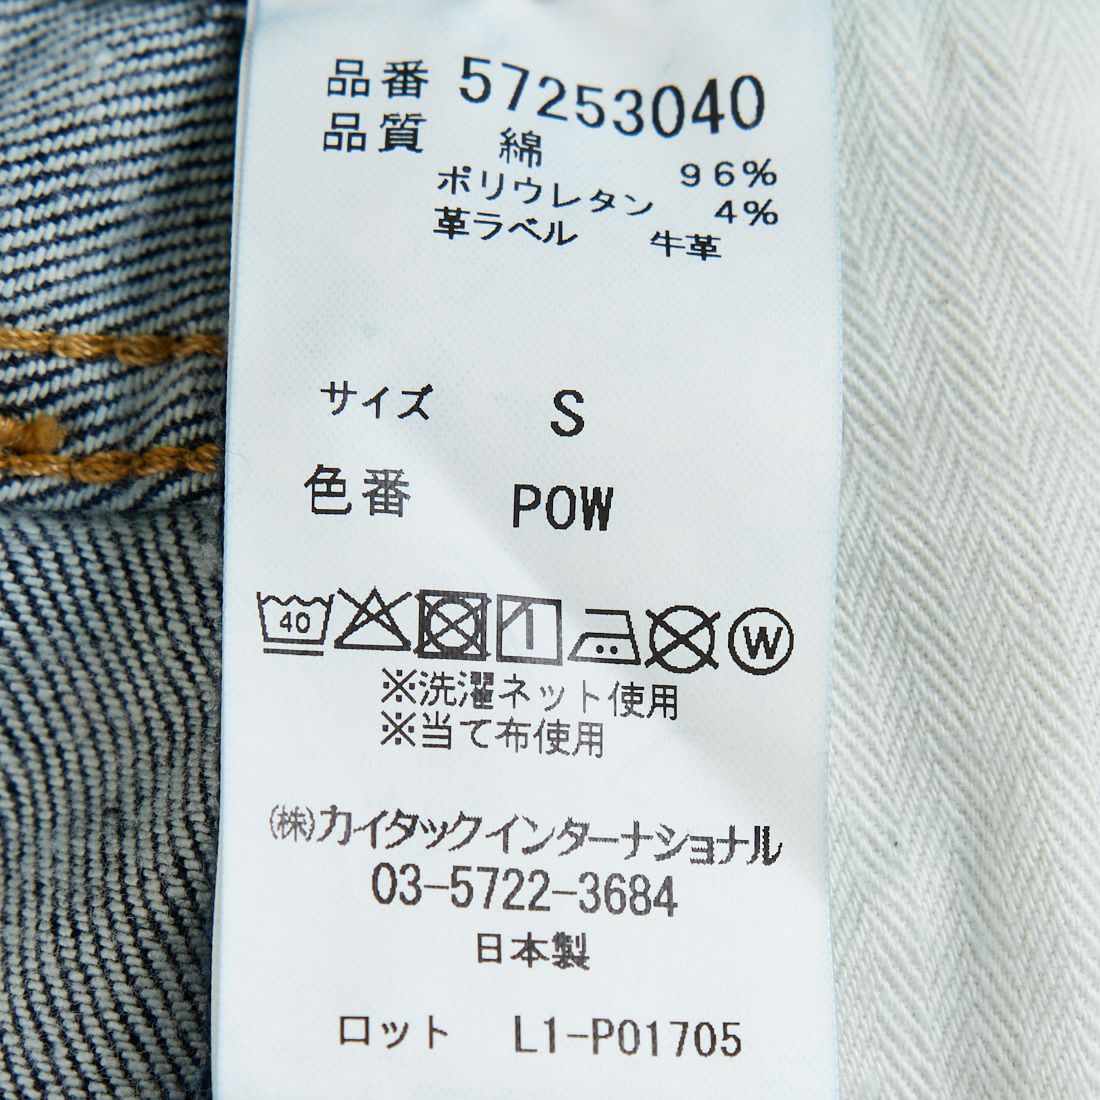 品番 57253040
品質 綿 96%
ポリウレタン 4%
革ラベル 牛革
サイズ S
色番 POW
40 W
※洗濯ネット使用
※当て布使用
㈱カイタックインターナショナル
03-5722-3684
日本製
ロット L1-P01705